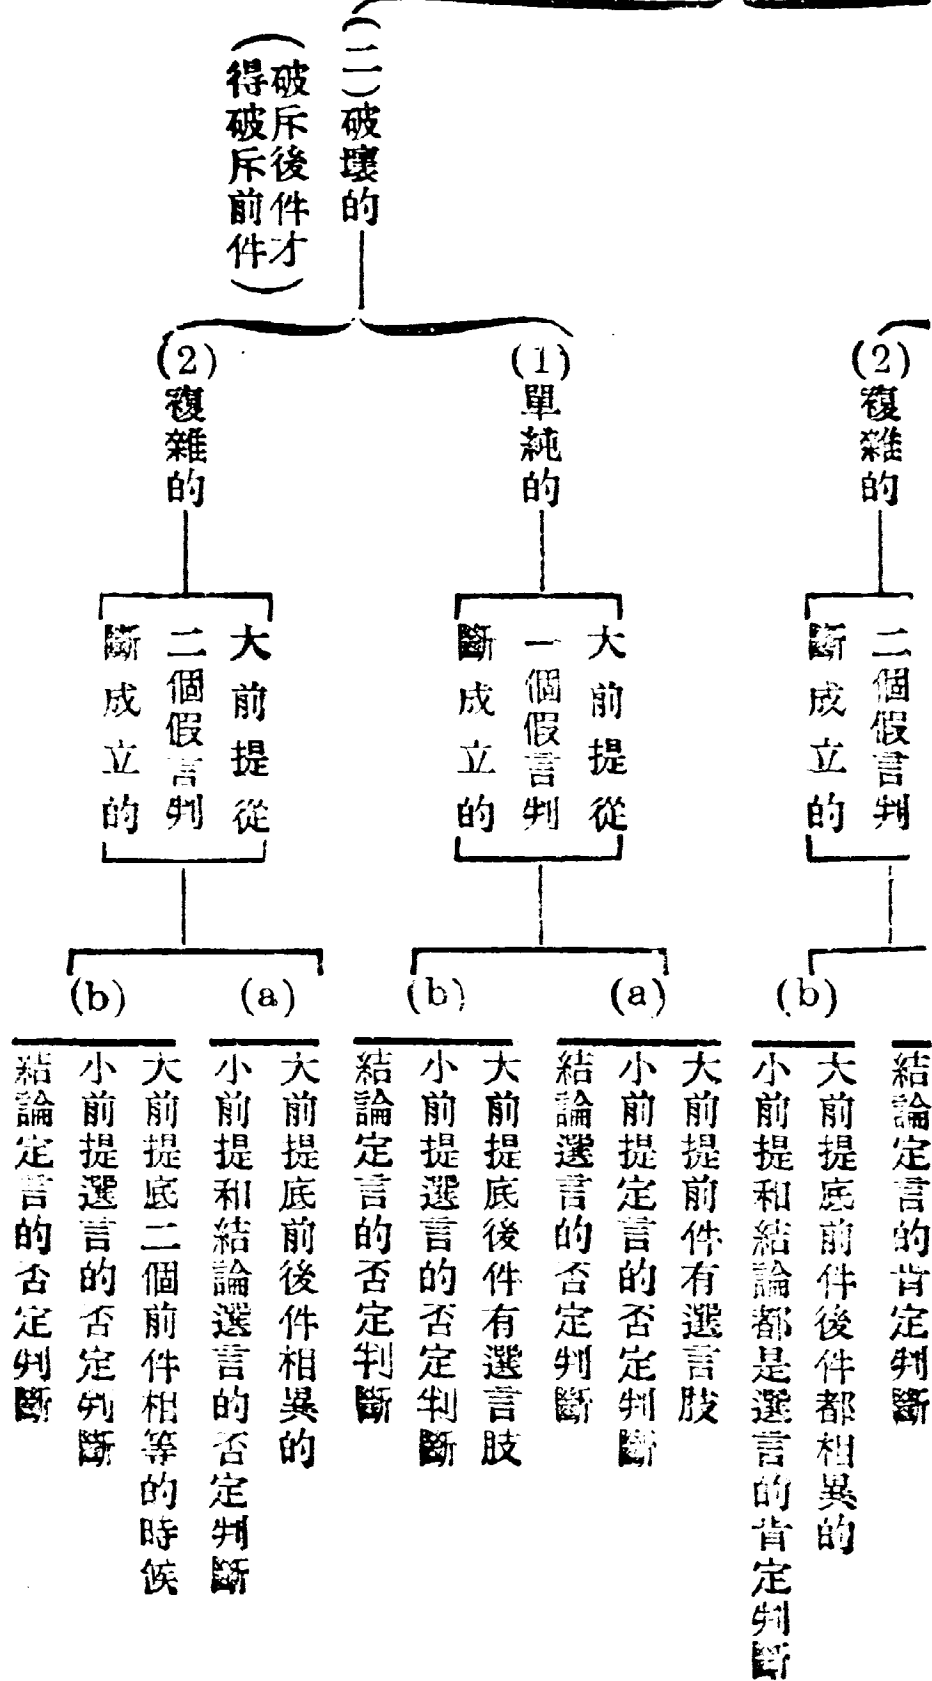 (2)複雜的
二個假言判
斷成立的
結論定言的肯定判斷
(b)
大前提底前件後件都相異的
小前提和結論都是選言的肯定判斷
(二)破壞的
(破斥後件才
得破斥前件)
(1)單純的
大前提從
一個假言判
斷成立的
(a)
大前提前件有選言肢
小前提定言的否定判斷
結論選言的否定判斷
(b)
大前提底後件有選言肢
小前提選言的否定判斷
結論定言的否定判斷
(2)複雜的
大前提從
二個假言判
斷成立的
(a)
大前提底前後件相異的
小前提和結論選言的否定判斷
(b)
大前提底二個前件相等的時候
小前提選言的否定判斷
結論定言的否定判斷